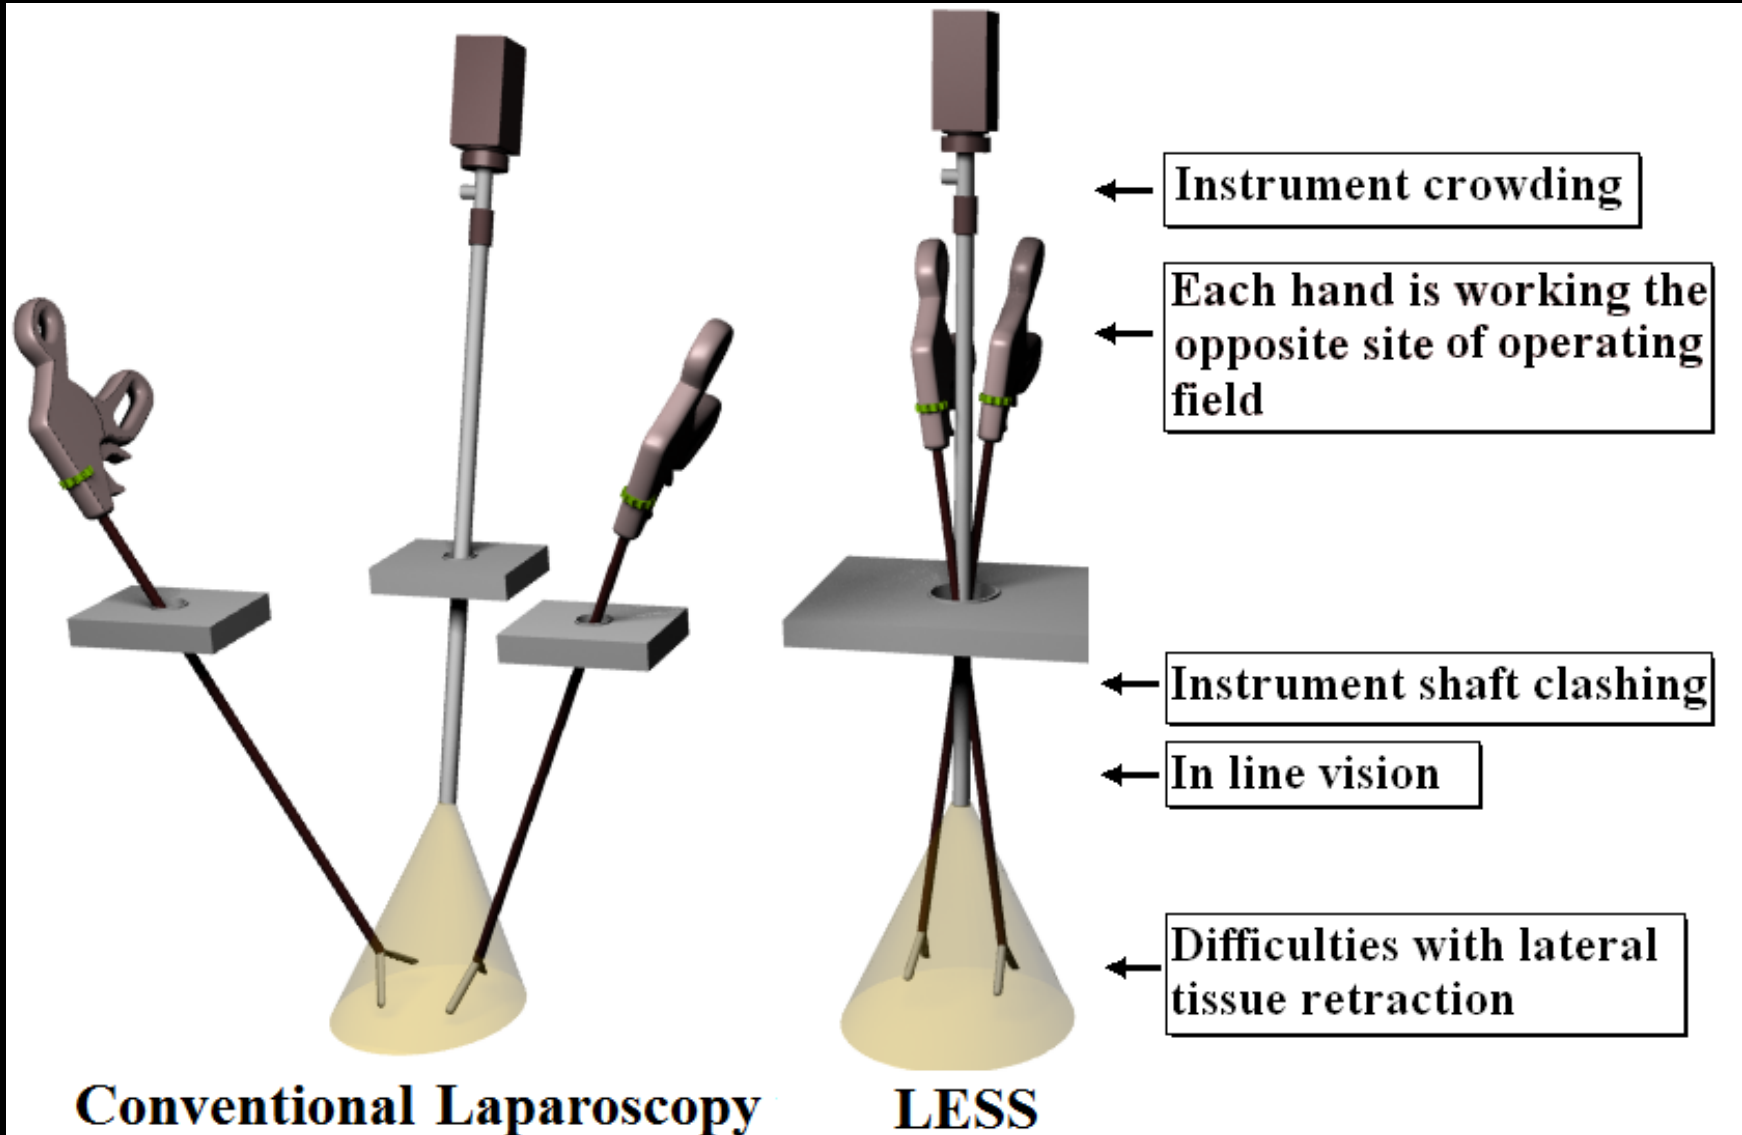 Instrument crowding
Each hand is working the
opposite site of operating
field
Instrument shaft clashing
In line vision
Difficulties with lateral
tissue retraction
Conventional Laparoscopy
LESS